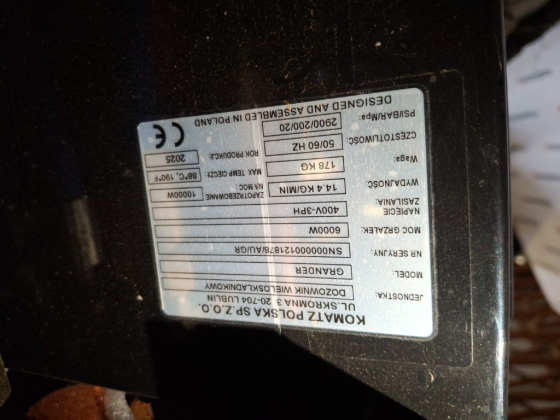 KOMATZ POLSKA SP.Z.O.O.
UL.SKROMNA 3 20-704 LUBLIN
JEDNOSTKA: DOZOWNIK WIELOSKŁADNIKOWY
MODEL: GRANDER
NR SERYJNY: SN0000000121878/AU/GR
MOC GRZAŁEK: 6000W
NAPIĘCIE ZASILANIA: 400V-3PH
WYDAJNOŚĆ: 14.4 KG/MIN ZAPOTRZEBOWANIE NA MOC 10000W
Waga: 178 KG MAX TEMP CIECZY: 88°C, 190°F
CZĘSTOTLIWOŚĆ: 50/60 HZ ROK PRODUKCJI: 2025
PSI/BAR/Mpa: 2900/200/20 CE
DESIGNED AND ASSEMBLED IN POLAND